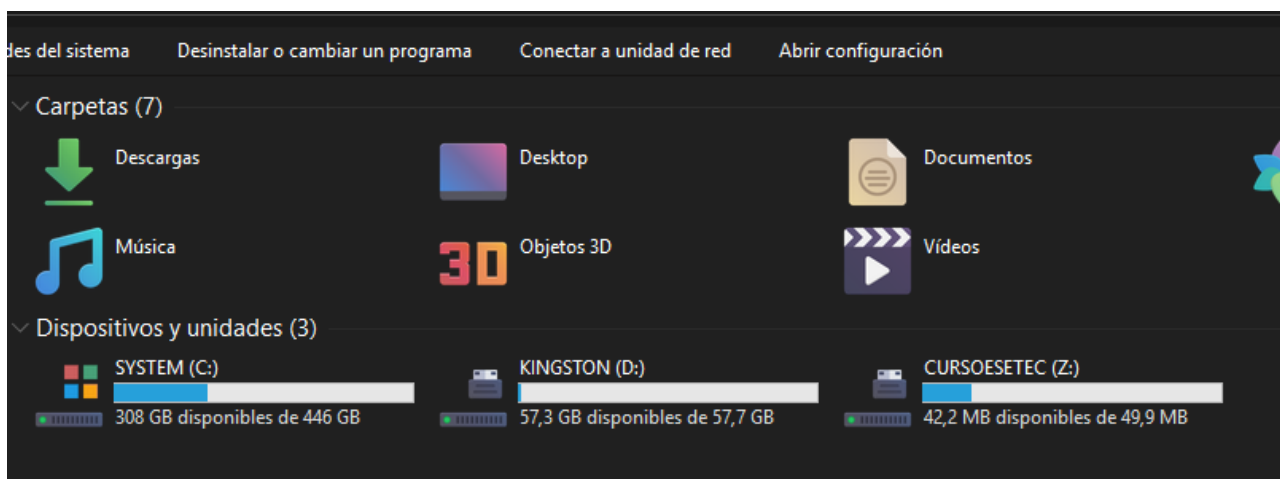 des del sistema Desinstalar o cambiar un programa Conectar a unidad de red Abrir configuración
Carpetas (7)
Descargas Desktop Documentos
Música Objetos 3D Vídeos
Dispositivos y unidades (3)
SYSTEM (C:) KINGSTON (D:) CURSOESETEC (Z:)
308 GB disponibles de 446 GB 57,3 GB disponibles de 57,7 GB 42,2 MB disponibles de 49,9 MB